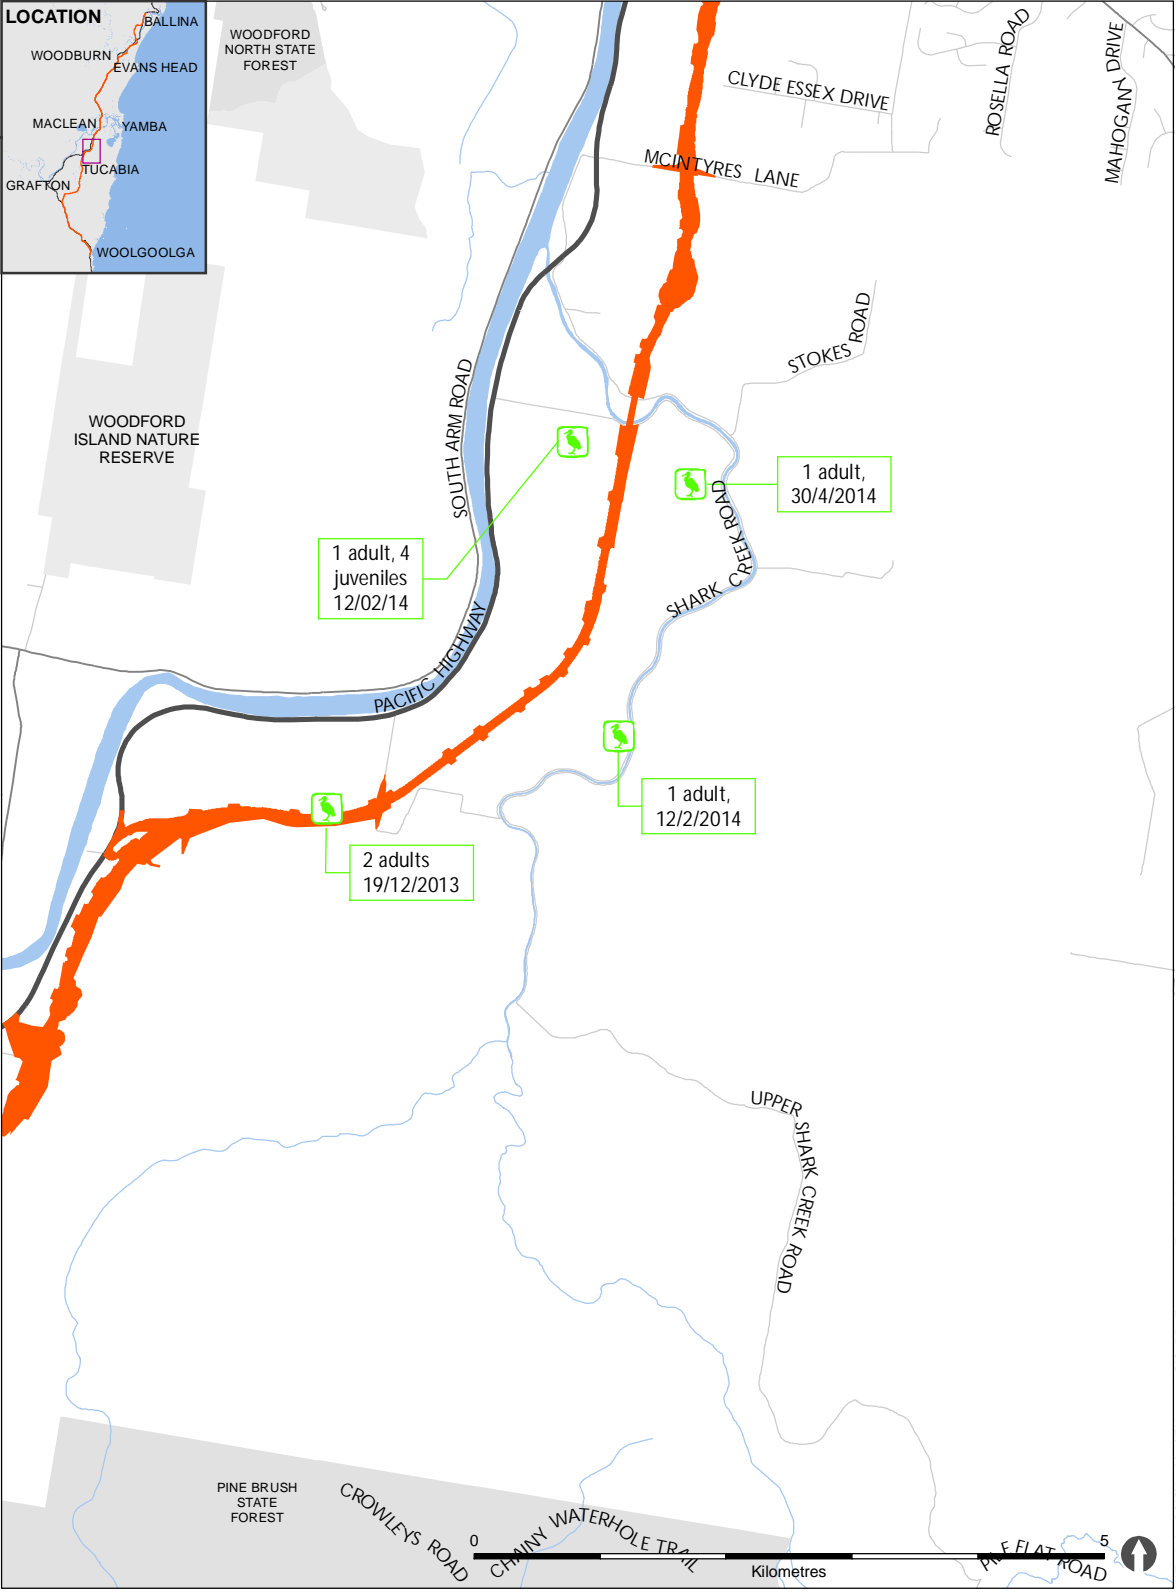 LOCATION
BALLINA
WOODBURN
EVANS HEAD
MACLEAN
YAMBA
TUCABIA
GRAFTON
WOOLGOOLGA
WOODFORD
NORTH STATE
FOREST
CLYDE ESSEX DRIVE
ROSELLA ROAD
MAHOGANY DRIVE
MCINTYRES LANE
STOKES ROAD
SOUTH ARM ROAD
WOODFORD
ISLAND NATURE
RESERVE
1 adult,
30/4/2014
1 adult, 4
juveniles
12/02/14
SHARK CREEK ROAD
PACIFIC HIGHWAY
1 adult,
12/2/2014
2 adults
19/12/2013
UPPER SHARK CREEK ROAD
PINE BRUSH
STATE
FOREST
CROWLEYS ROAD
CHAINY WATERHOLE TRAIL
PILE FLAT ROAD
0 5
Kilometres